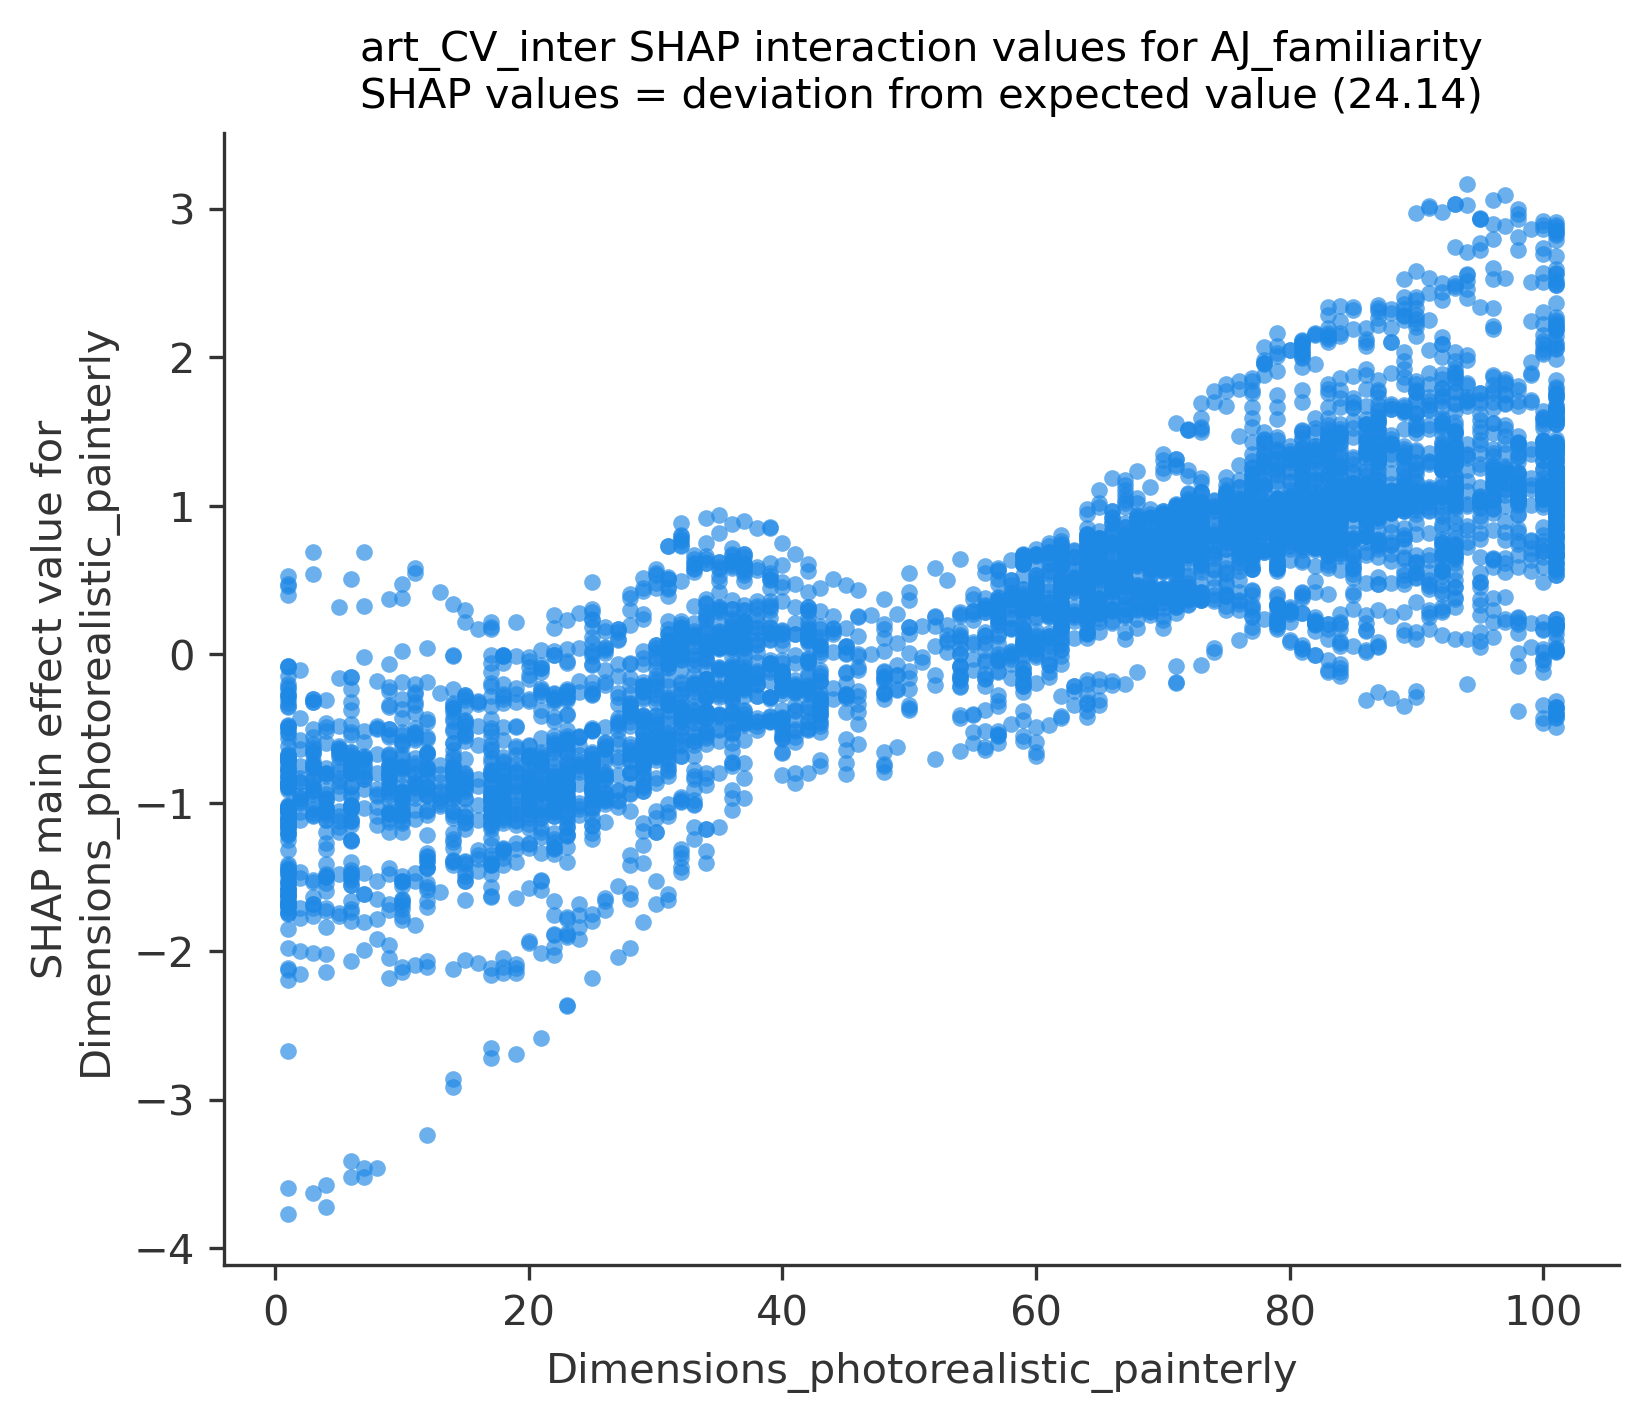 art_CV_inter SHAP interaction values for AJ_familiarity
SHAP values = deviation from expected value (24.14)
SHAP main effect value for
Dimensions_photorealistic_painterly
3
2
1
0
−1
−2
−3
−4
0 20 40 60 80 100
Dimensions_photorealistic_painterly